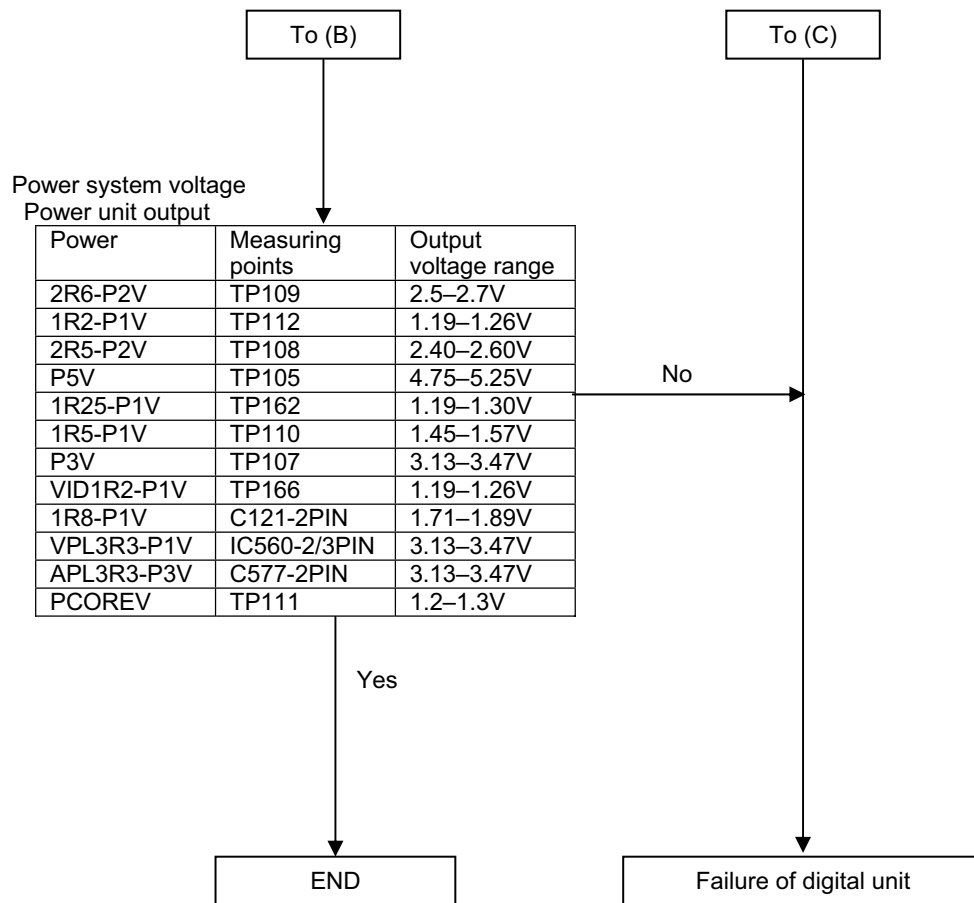 To (B)
To (C)
Power system voltage
Power unit output
Power Measuring points Output voltage range
2R6-P2V TP109 2.5–2.7V
1R2-P1V TP112 1.19–1.26V
2R5-P2V TP108 2.40–2.60V
P5V TP105 4.75–5.25V
1R25-P1V TP162 1.19–1.30V
1R5-P1V TP110 1.45–1.57V
P3V TP107 3.13–3.47V
VID1R2-P1V TP166 1.19–1.26V
1R8-P1V C121-2PIN 1.71–1.89V
VPL3R3-P1V IC560-2/3PIN 3.13–3.47V
APL3R3-P3V C577-2PIN 3.13–3.47V
PCOREV TP111 1.2–1.3V
No
Yes
END
Failure of digital unit